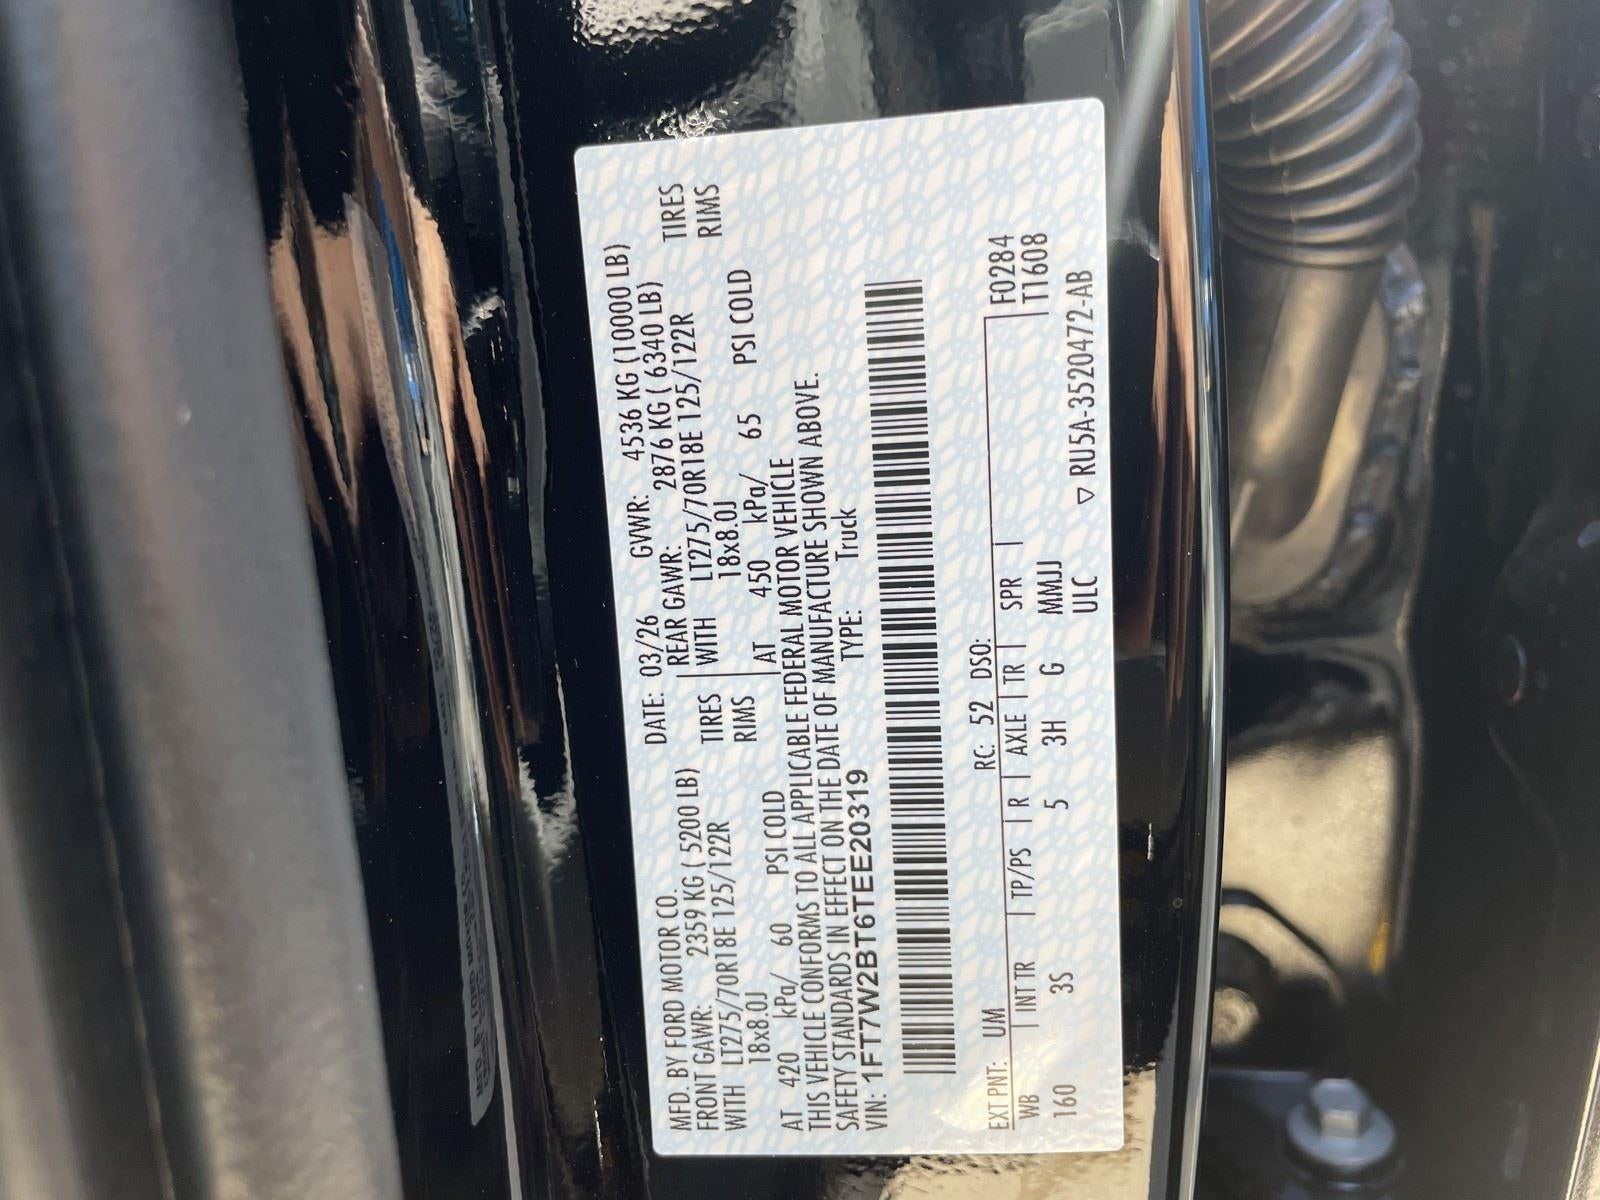 MFD. BY FORD MOTOR CO.
DATE: 03/26 GVWR: 4536 KG (10000 LB)
FRONT GAWR: 2359 KG ( 5200 LB) REAR GAWR: 2876 KG ( 6340 LB)
WITH LT275/70R18E 125/122R TIRES WITH LT275/70R18E 125/122R TIRES
18x8.0J RIMS 18x8.0J RIMS
AT 420 kPa/ 60 PSI COLD AT 450 kPa/ 65 PSI COLD
THIS VEHICLE CONFORMS TO ALL APPLICABLE FEDERAL MOTOR VEHICLE
SAFETY STANDARDS IN EFFECT ON THE DATE OF MANUFACTURE SHOWN ABOVE.
VIN: 1FT7W2BT6TEE20319 TYPE: Truck
EXT PNT: UM RC: 52 DSO: F0284
WB INT TR TP/PS R AXLE TR SPR T1608
160 3S 5 3H G MMJJ
ULC ▽ RU5A-3520472-AB